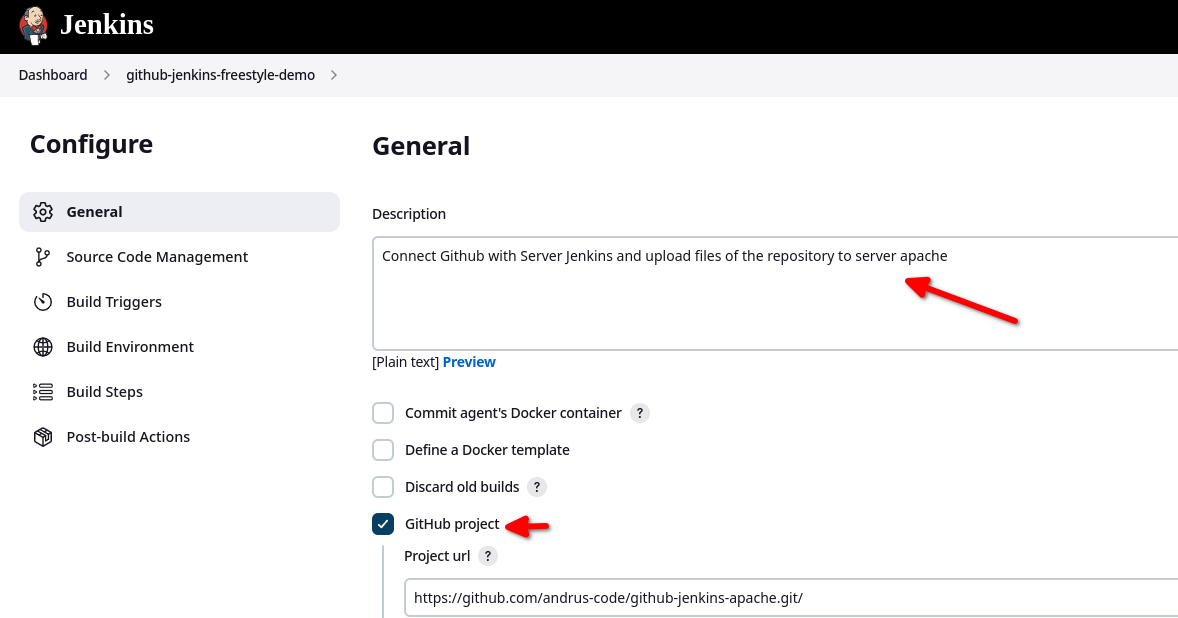 Jenkins
Dashboard > github-jenkins-freestyle-demo >
Configure
General
Source Code Management
Build Triggers
Build Environment
Build Steps
Post-build Actions
General
Description
Connect Github with Server Jenkins and upload files of the repository to server apache
[Plain text] Preview
Commit agent's Docker container ?
Define a Docker template
Discard old builds ?
GitHub project
Project url ?
https://github.com/andrus-code/github-jenkins-apache.git/